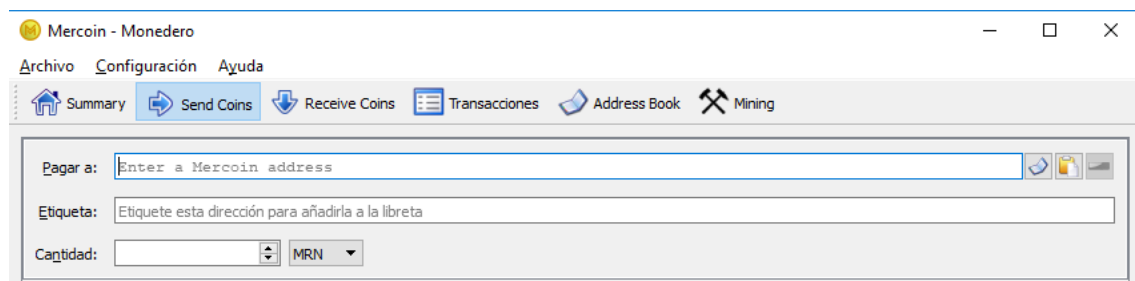 Mercoin - Monedero
Archivo Configuración Ayuda
Summary Send Coins Receive Coins Transacciones Address Book Mining
Pagar a: Enter a Mercoin address
Etiqueta: Etiquete esta dirección para añadirla a la libreta
Cantidad: MRN